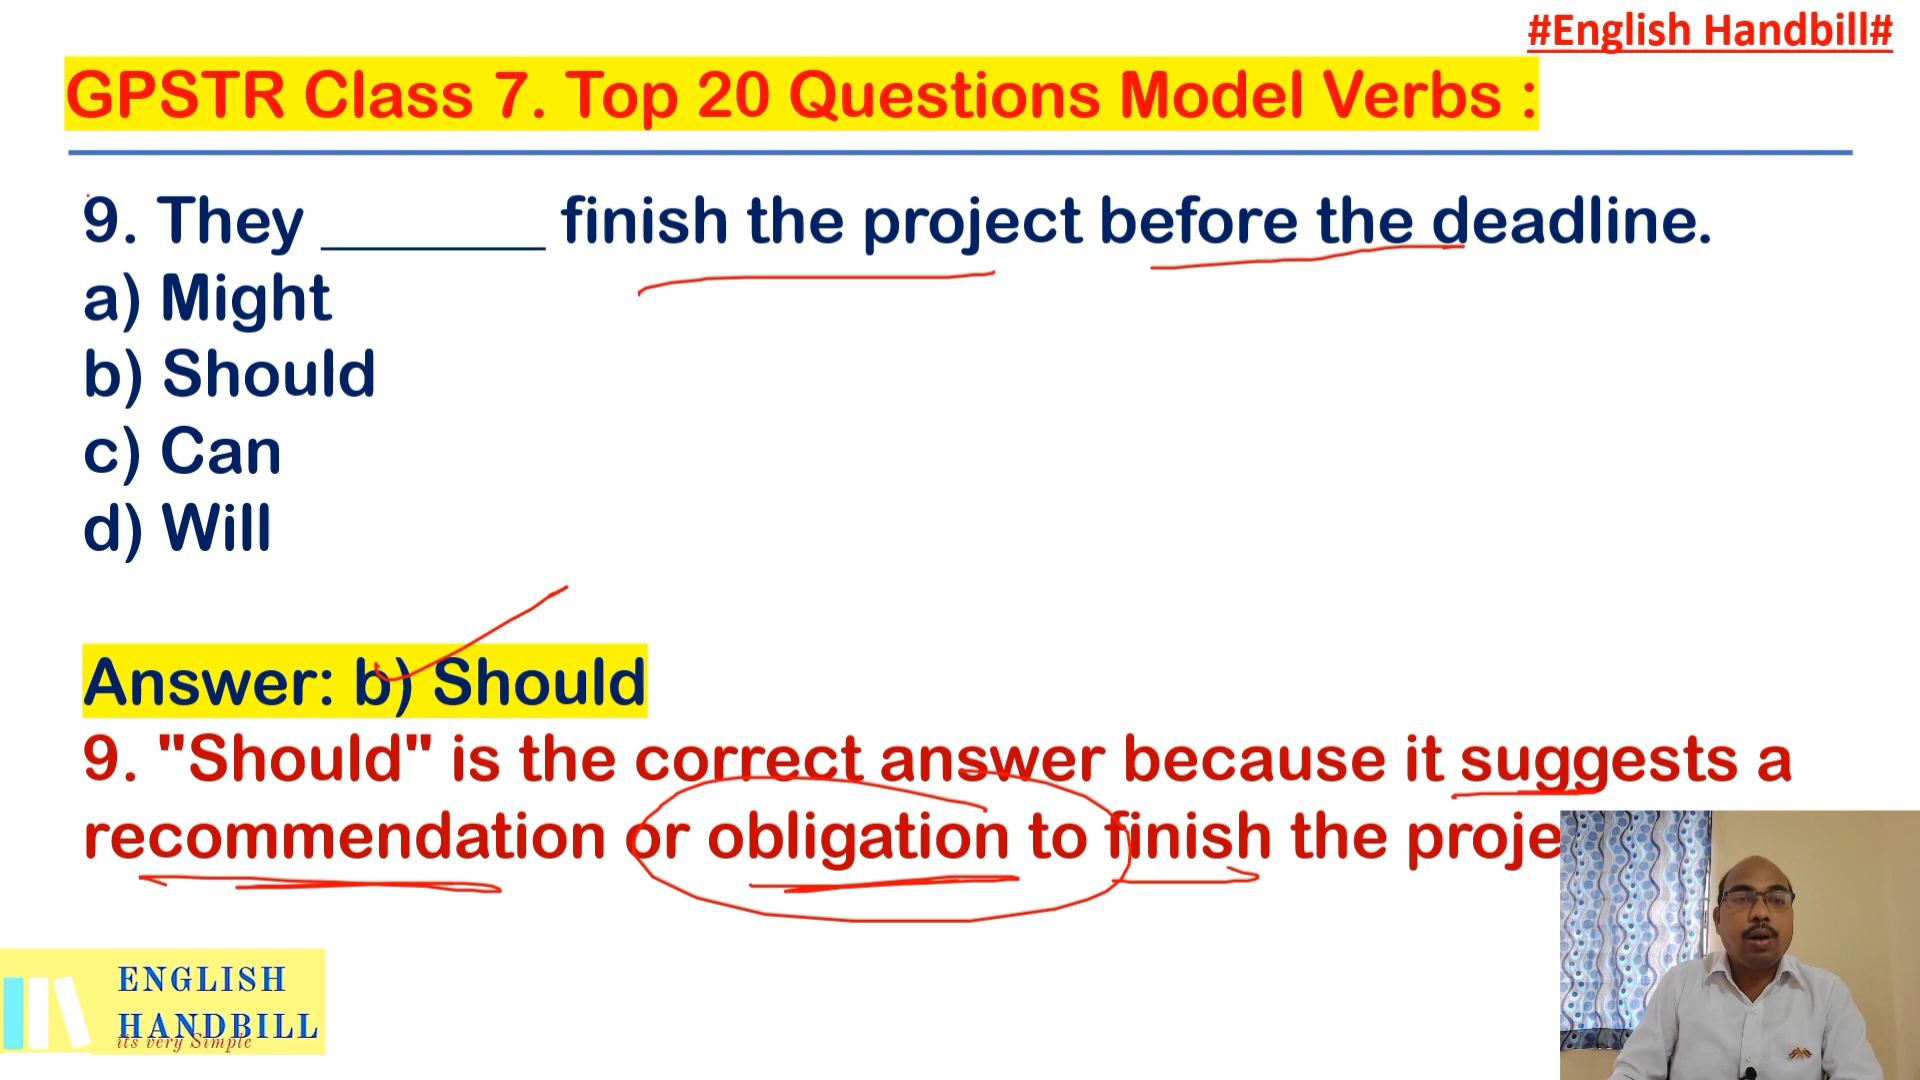 #English Handbill#
GPSTR Class 7. Top 20 Questions Model Verbs :
9. They _______ finish the project before the deadline.
a) Might
b) Should
c) Can
d) Will
Answer: b) Should
9. "Should" is the correct answer because it suggests a
recommendation or obligation to finish the proje
ENGLISH
HANDBILL
its very Simple